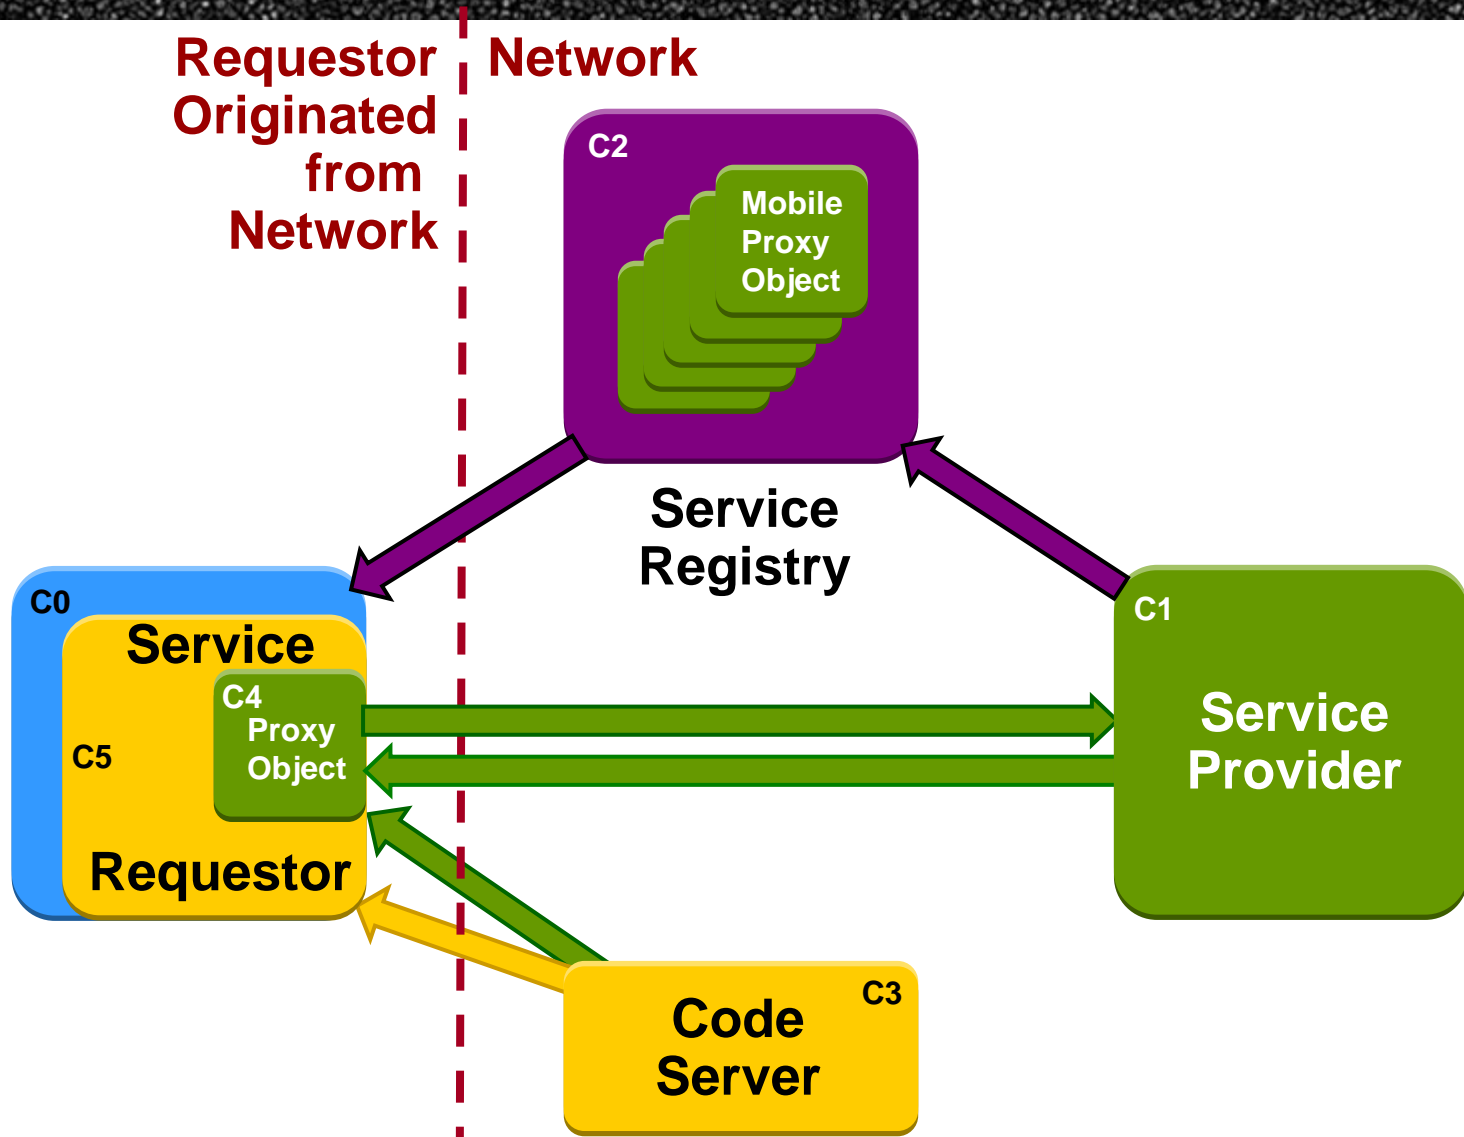 Requestor
Originated
from
Network
Network
C2
Mobile
Proxy
Object
Service
Registry
C0
Service
C4
Proxy
Object
C5
Requestor
C1
Service
Provider
C3
Code
Server